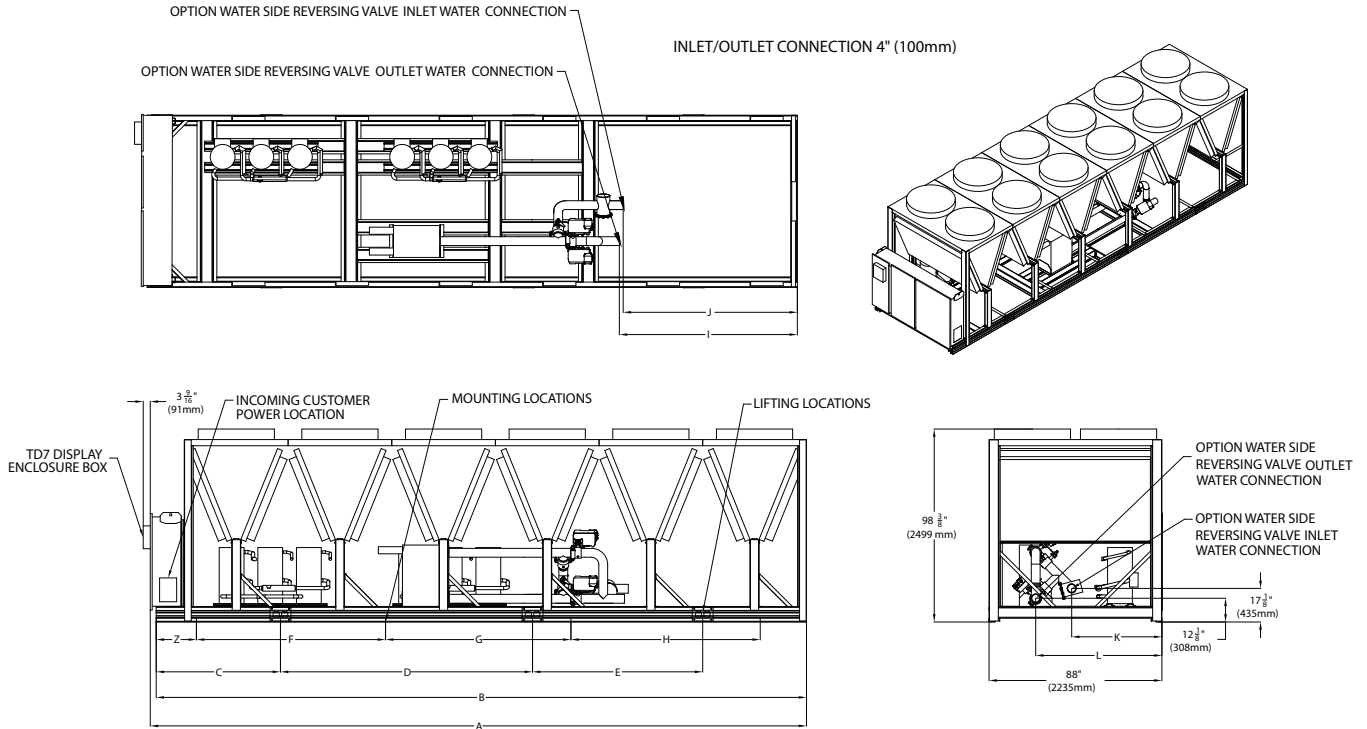 OPTION WATER SIDE REVERSING VALVE INLET WATER CONNECTION
INLET/OUTLET CONNECTION 4" (100mm)
OPTION WATER SIDE REVERSING VALVE OUTLET WATER CONNECTION
J
I
3 9/16"
(91mm)
INCOMING CUSTOMER
POWER LOCATION
MOUNTING LOCATIONS
LIFTING LOCATIONS
TD7 DISPLAY
ENCLOSURE BOX
Z
F
G
H
C
D
E
B
A
OPTION WATER SIDE
REVERSING VALVE OUTLET
WATER CONNECTION
OPTION WATER SIDE
REVERSING VALVE INLET
WATER CONNECTION
98 3/8"
(2499 mm)
17 1/8"
(435mm)
12 1/8"
(308mm)
K
L
88"
(2235mm)